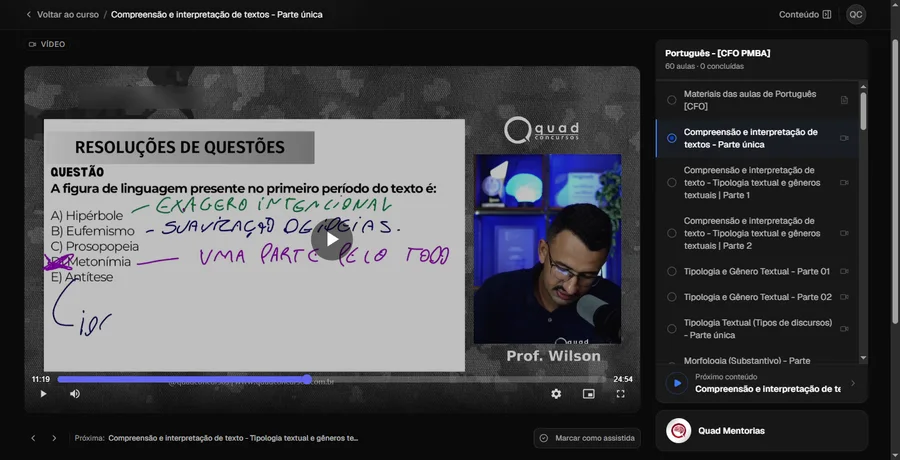 Voltar ao curso / Compreensão e interpretação de textos - Parte única
Conteúdo
QC
VÍDEO
RESOLUÇÕES DE QUESTÕES
QUESTÃO
A figura de linguagem presente no primeiro período do texto é:
A) Hipérbole - EXAGERO INTENCIONAL
B) Eufemismo - SUAVIZAÇÃO DE IDEIAS.
C) Prosopopeia
Metonímia - UMA PARTE PELO TODO
E) Antítese
quad
concursos
Quad
Prof. Wilson
11:19
24:54
Próxima: Compreensão e interpretação de texto - Tipologia textual e gêneros te...
Marcar como assistida
Português - [CFO PMBA]
60 aulas · 0 concluídas
Materiais das aulas de Português
[CFO]
Compreensão e interpretação de
textos - Parte única
Compreensão e interpretação de
texto - Tipologia textual e gêneros
textuais | Parte 1
Compreensão e interpretação de
texto - Tipologia textual e gêneros
textuais | Parte 2
Tipologia e Gênero Textual - Parte 01
Tipologia e Gênero Textual - Parte 02
Tipologia Textual (Tipos de discursos)
- Parte única
Morfologia (Substantivo) - Parte
Próximo conteúdo
Compreensão e interpretação de te
Quad Mentorias